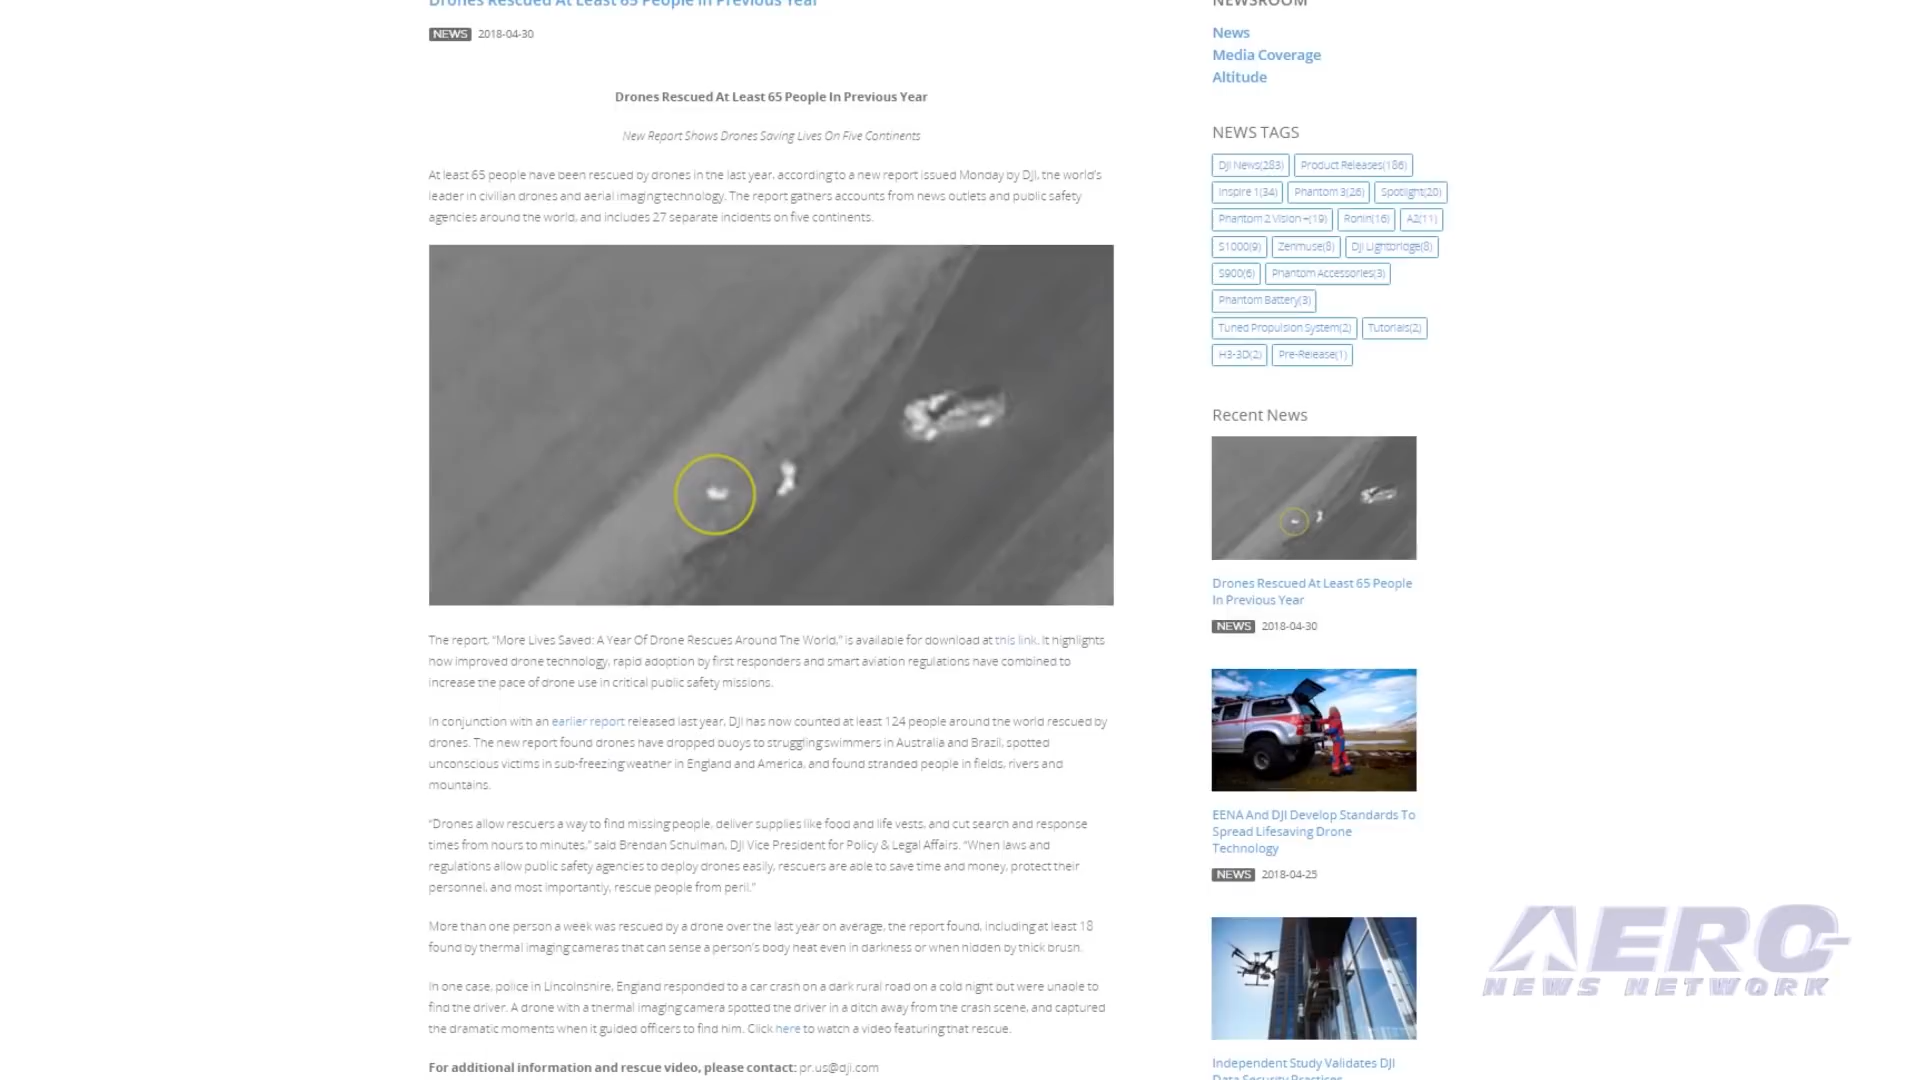 Drones Rescued At Least 65 People In Previous Year
NEWS 2018-04-30
Drones Rescued At Least 65 People In Previous Year
New Report Shows Drones Saving Lives On Five Continents
At least 65 people have been rescued by drones in the last year, according to a new report issued Monday by DJI, the world's
leader in civilian drones and aerial imaging technology. The report gathers accounts from news outlets and public safety
agencies around the world, and includes 27 separate incidents on five continents.
The report, “More Lives Saved: A Year Of Drone Rescues Around The World,” is available for download at this link. It highlights
how improved drone technology, rapid adoption by first responders and smart aviation regulations have combined to
increase the pace of drone use in critical public safety missions.
In conjunction with an earlier report released last year, DJI has now counted at least 124 people around the world rescued by
drones. The new report found drones have dropped buoys to struggling swimmers in Australia and Brazil, spotted
unconscious victims in sub-freezing weather in England and America, and found stranded people in fields, rivers and
mountains.
“Drones allow rescuers a way to find missing people, deliver supplies like food and life vests, and cut search and response
times from hours to minutes,” said Brendan Schulman, DJI Vice President for Policy & Legal Affairs. “When laws and
regulations allow public safety agencies to deploy drones easily, rescuers are able to save time and money, protect their
personnel, and most importantly, rescue people from peril.”
More than one person a week was rescued by a drone over the last year on average, the report found, including at least 18
found by thermal imaging cameras that can sense a person's body heat even in darkness or when hidden by thick brush.
In one case, police in Lincolnshire, England responded to a car crash on a dark rural road on a cold night but were unable to
find the driver. A drone with a thermal imaging camera spotted the driver in a ditch away from the crash scene, and captured
the dramatic moments when it guided officers to find him. Click here to watch a video featuring that rescue.
For additional information and rescue video, please contact: pr.us@dji.com
NEWSROOM
News
Media Coverage
Altitude
NEWS TAGS
DJI News(283) Product Releases(186)
Inspire 1(34) Phantom 3(26) Spotlight(20)
Phantom 2 Vision +(19) Ronin(16) A2(11)
S1000(9) Zenmuse(8) DJI Lightbridge(8)
S900(6) Phantom Accessories(3)
Phantom Battery(3)
Tuned Propulsion System(2) Tutorials(2)
H3-3D(2) Pre-Release(1)
Recent News
Drones Rescued At Least 65 People
In Previous Year
NEWS 2018-04-30
EENA And DJI Develop Standards To
Spread Lifesaving Drone
Technology
NEWS 2018-04-25
Independent Study Validates DJI
Data Security Practices
AERO
NEWS NETWORK